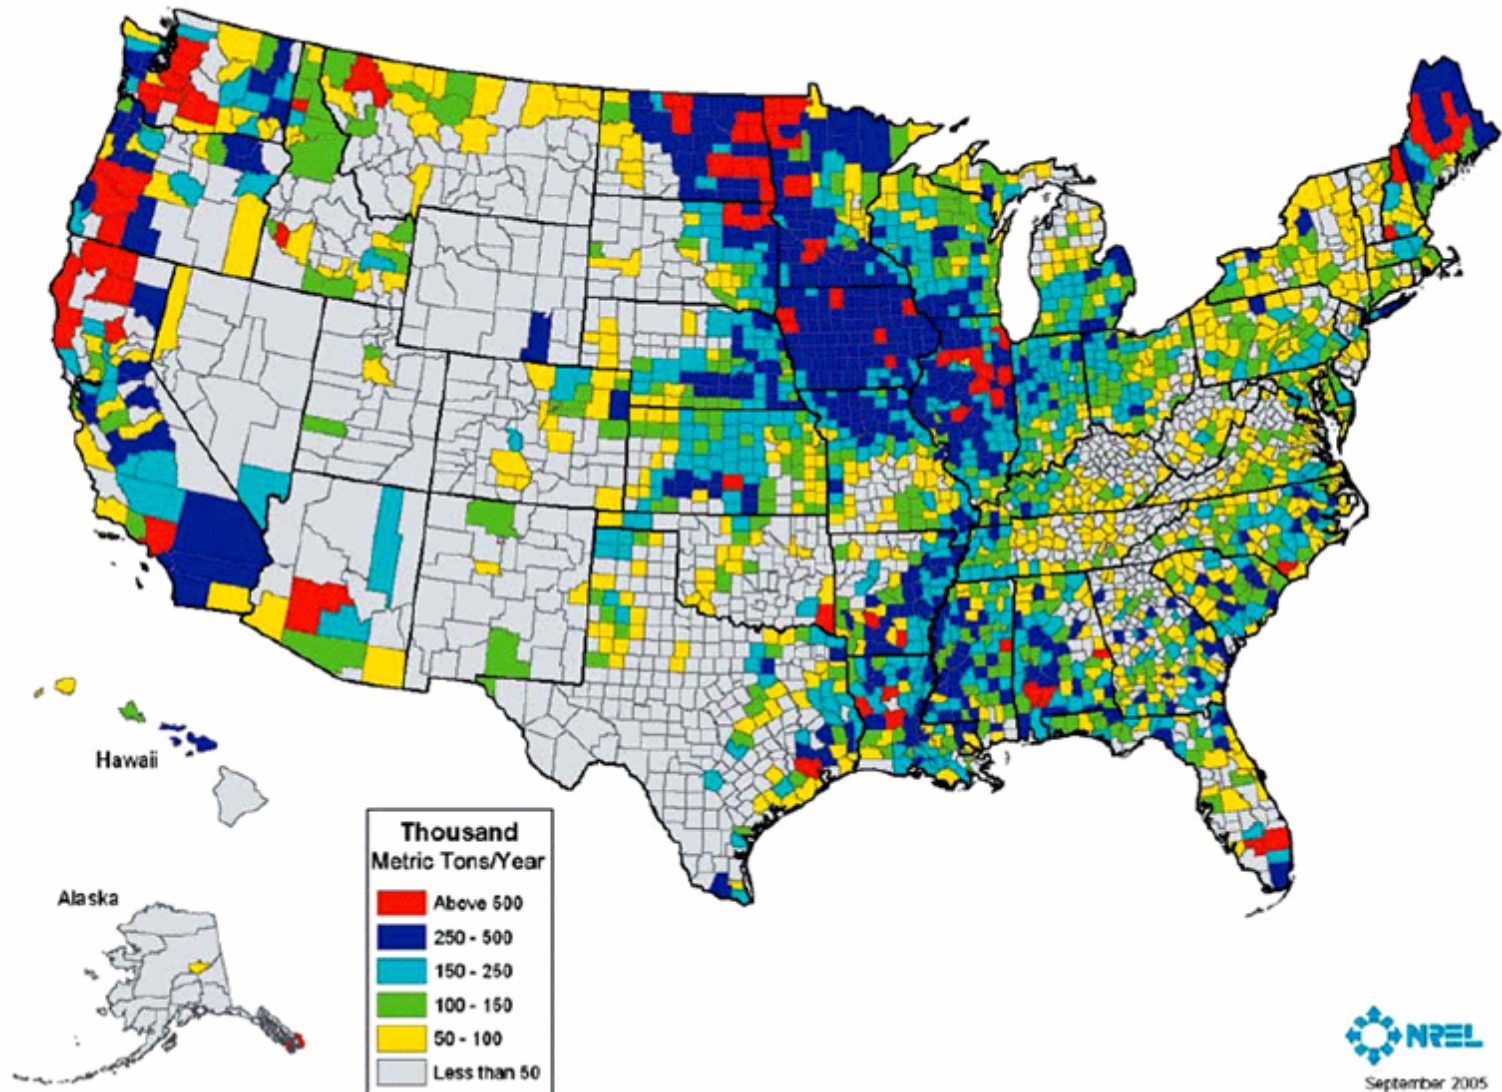 Hawaii
Alaska
Thousand
Metric Tons/Year
Above 500
250 - 500
150 - 250
100 - 150
50 - 100
Less than 50
NREL
September 2005